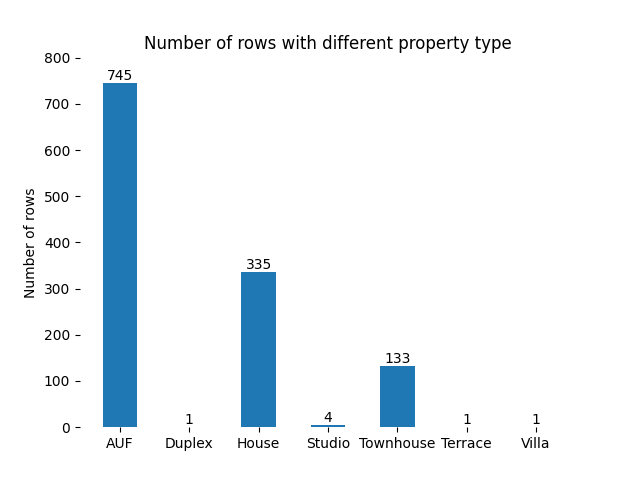 Number of rows with different property type
Number of rows
800
700
600
500
400
300
200
100
0
745
1
335
4
133
1
1
AUF
Duplex
House
Studio
Townhouse
Terrace
Villa